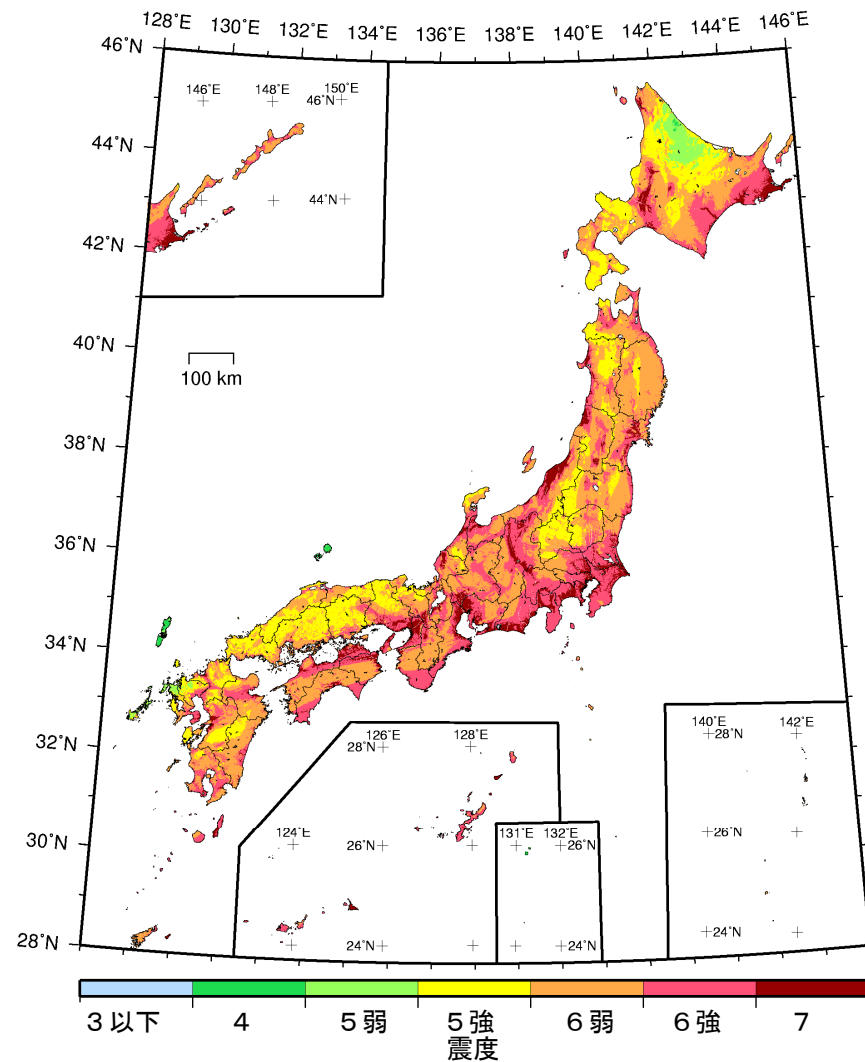 128°E 130°E 132°E 134°E 136°E 138°E 140°E 142°E 144°E 146°E
46°N
146°E 148°E 150°E
46°N
44°N
44°N
42°N
40°N
100 km
38°N
36°N
34°N
32°N
126°E 128°E
28°N
140°E 142°E
28°N
30°N
124°E
26°N
131°E 132°E
26°N
26°N
28°N
24°N
24°N
24°N
3以下 4 5弱 5強 6弱 6強 7
震度